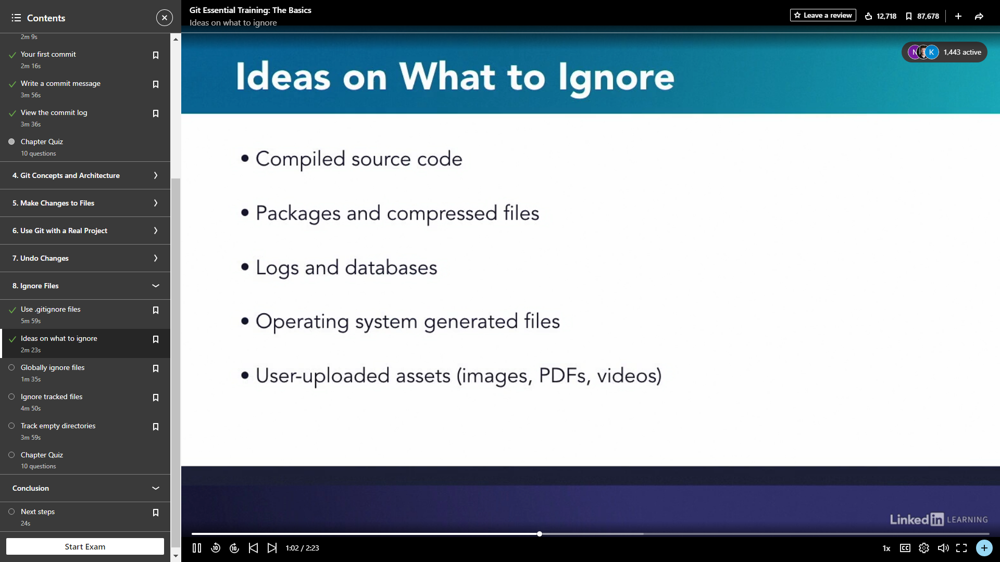 Contents
2m 9s
Your first commit
2m 16s
Write a commit message
3m 56s
View the commit log
3m 36s
Chapter Quiz
10 questions
4. Git Concepts and Architecture
5. Make Changes to Files
6. Use Git with a Real Project
7. Undo Changes
8. Ignore Files
Use .gitignore files
5m 59s
Ideas on what to ignore
2m 23s
Globally ignore files
1m 35s
Ignore tracked files
4m 50s
Track empty directories
3m 59s
Chapter Quiz
10 questions
Conclusion
Next steps
24s
Start Exam
Git Essential Training: The Basics
Ideas on what to ignore
Leave a review
12,718
87,678
N K 1,443 active
Ideas on What to Ignore
• Compiled source code
• Packages and compressed files
• Logs and databases
• Operating system generated files
• User-uploaded assets (images, PDFs, videos)
Linked in LEARNING
10 10 1:02 / 2:23
1x CC